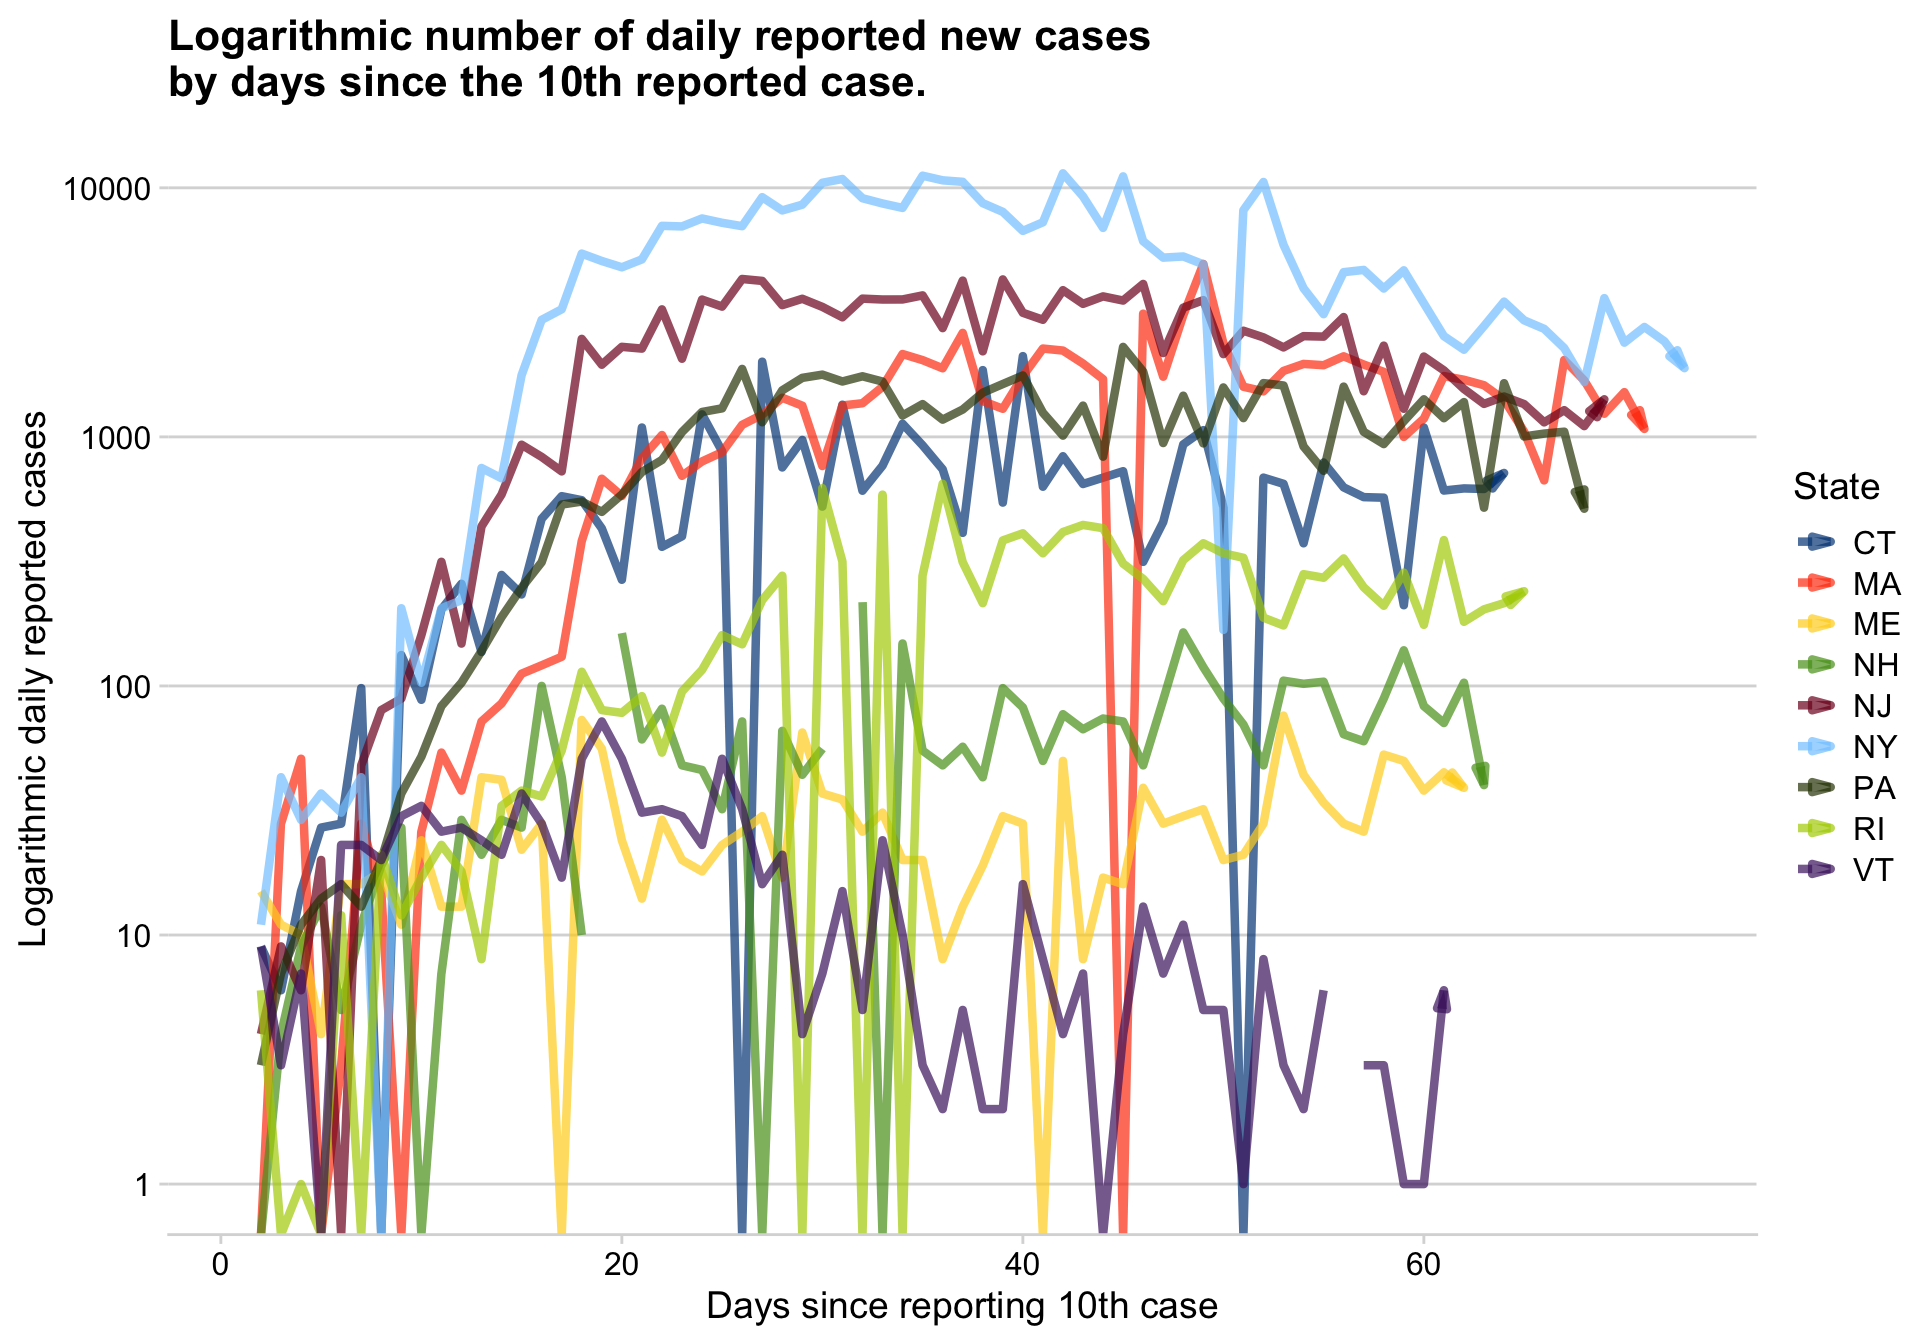 Logarithmic number of daily reported new cases
by days since the 10th reported case.
Logarithmic daily reported cases
10000
1000
100
10
1
0
20
40
60
Days since reporting 10th case
State
CT
MA
ME
NH
NJ
NY
PA
RI
VT